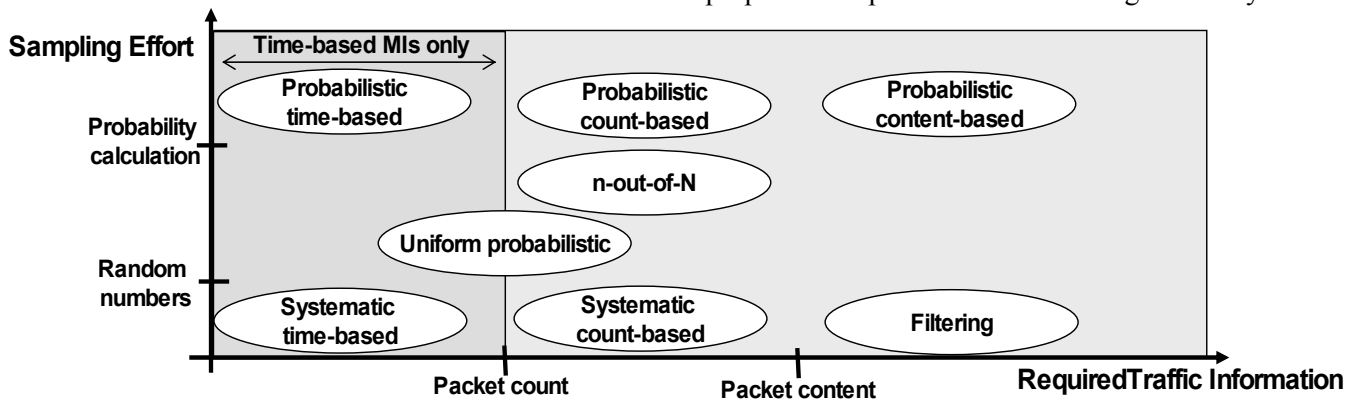 Sampling Effort
Time-based MIs only
Probabilistic
time-based
Probabilistic
count-based
Probabilistic
content-based
Probability
calculation
n-out-of-N
Uniform probabilistic
Random
numbers
Systematic
time-based
Systematic
count-based
Filtering
Packet count
Packet content
RequiredTraffic Information